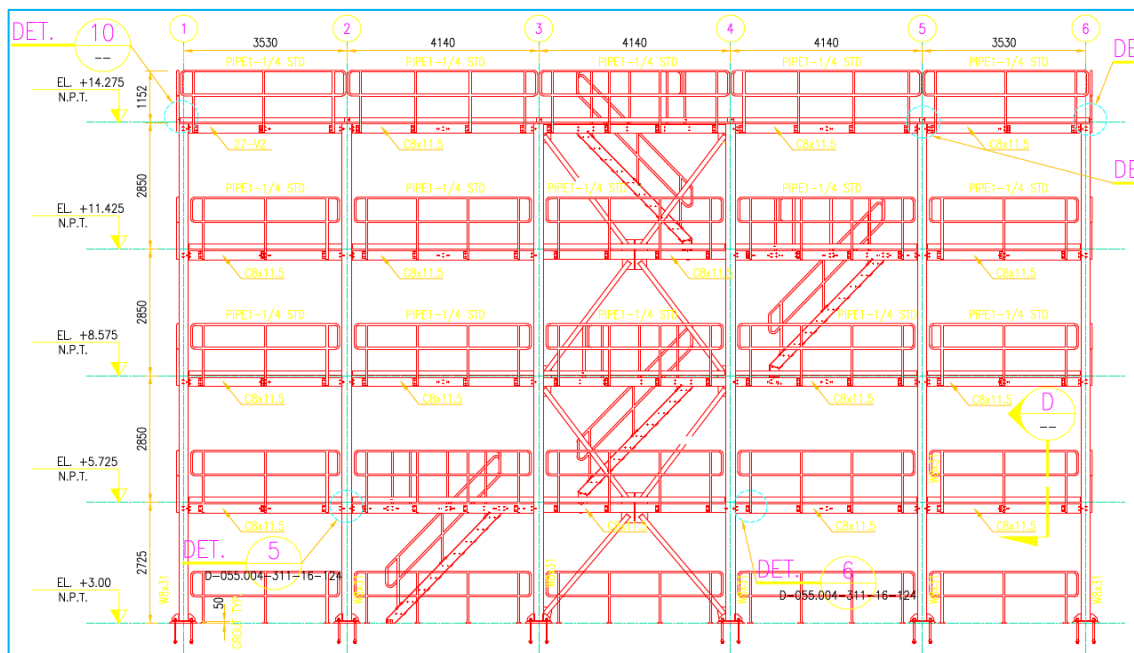 DET. 10
--
1 2 3 4 5 6
3530 4140 4140 4140 3530
DE
PIPE1-1/4 STD PIPE1-1/4 STD PIPE1-1/4 STD PIPE1-1/4 STD PIPE1-1/4 STD
EL. +14.275
N.P.T.
1152
27-V2 C8x11.5 C8x11.5 C8x11.5
DE
2850
PIPE1-1/4 STD PIPE1-1/4 STD PIPE1-1/4 STD PIPE1-1/4 STD PIPE1-1/4 STD
EL. +11.425
N.P.T.
C8x11.5 C8x11.5 C8x11.5 C8x11.5 C8x11.5
2850
PIPE1-1/4 STD PIPE1-1/4 STD PIPE1-1/4 STD PIPE1-1/4 STD PIPE1-1/4 STD
EL. +8.575
N.P.T.
C8x11.5 C8x11.5 C8x11.5 C8x11.5
D
--
2850
EL. +5.725
N.P.T.
C8x11.5 C8x11.5 C8x11.5
2725
DET. 5
D-055.004-311-16-124
DET. 6
D-055.004-311-16-124
EL. +3.00
N.P.T.
50
GROUT TYP.
W8x31 W8x31